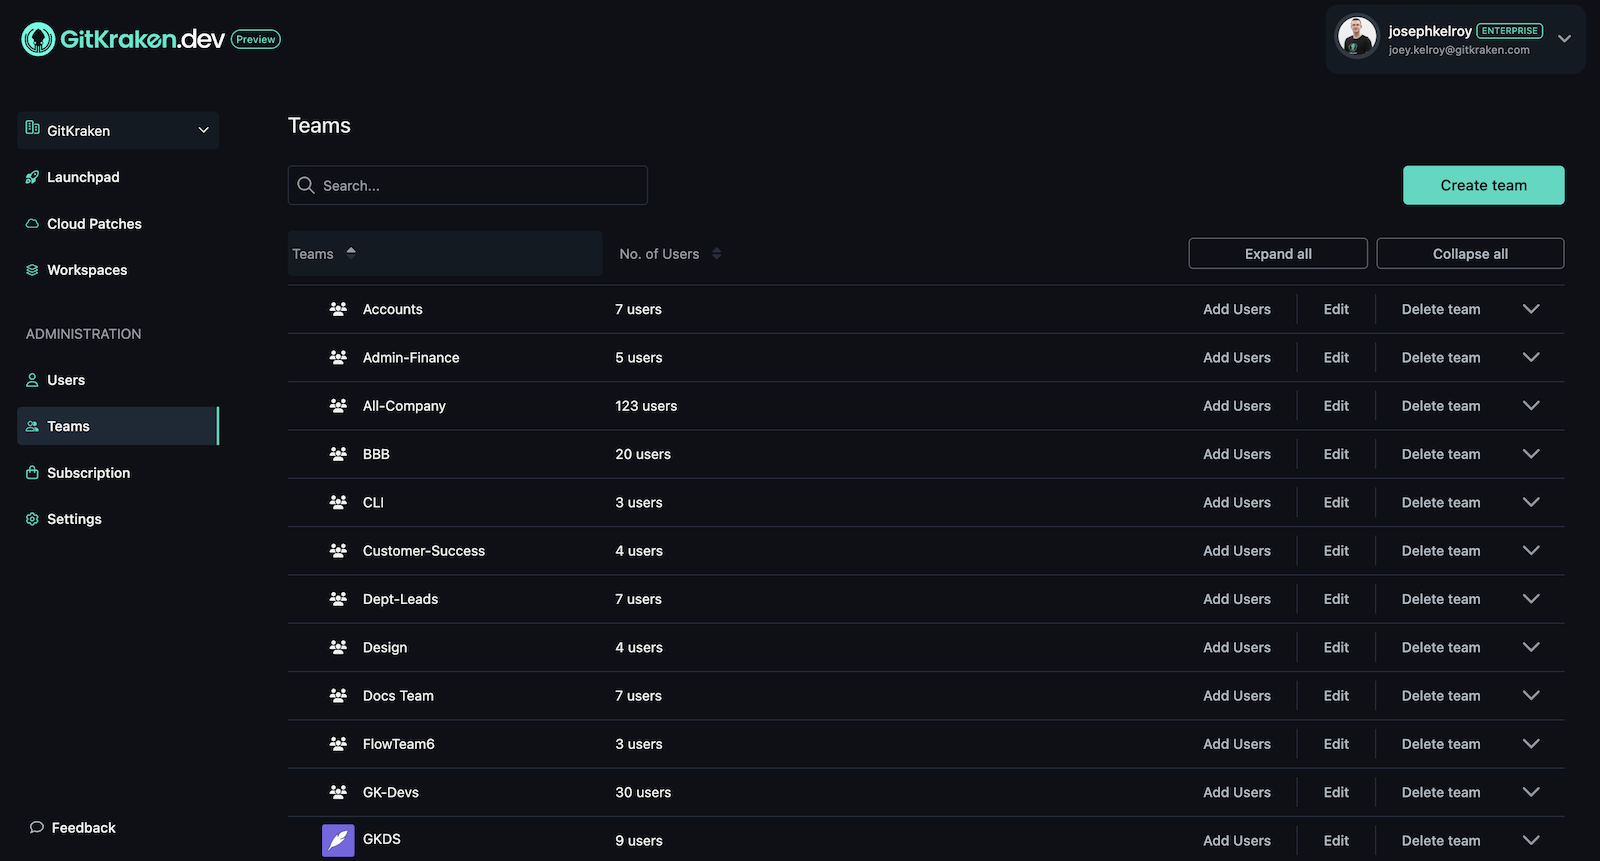 GitKraken.dev Preview
josephkelroy ENTERPRISE
joey.kelroy@gitkraken.com
GitKraken
Launchpad
Cloud Patches
Workspaces
ADMINISTRATION
Users
Teams
Subscription
Settings
Feedback
Teams
Search...
Create team
Teams No. of Users Expand all Collapse all
Accounts 7 users Add Users Edit Delete team
Admin-Finance 5 users Add Users Edit Delete team
All-Company 123 users Add Users Edit Delete team
BBB 20 users Add Users Edit Delete team
CLI 3 users Add Users Edit Delete team
Customer-Success 4 users Add Users Edit Delete team
Dept-Leads 7 users Add Users Edit Delete team
Design 4 users Add Users Edit Delete team
Docs Team 7 users Add Users Edit Delete team
FlowTeam6 3 users Add Users Edit Delete team
GK-Devs 30 users Add Users Edit Delete team
GKDS 9 users Add Users Edit Delete team